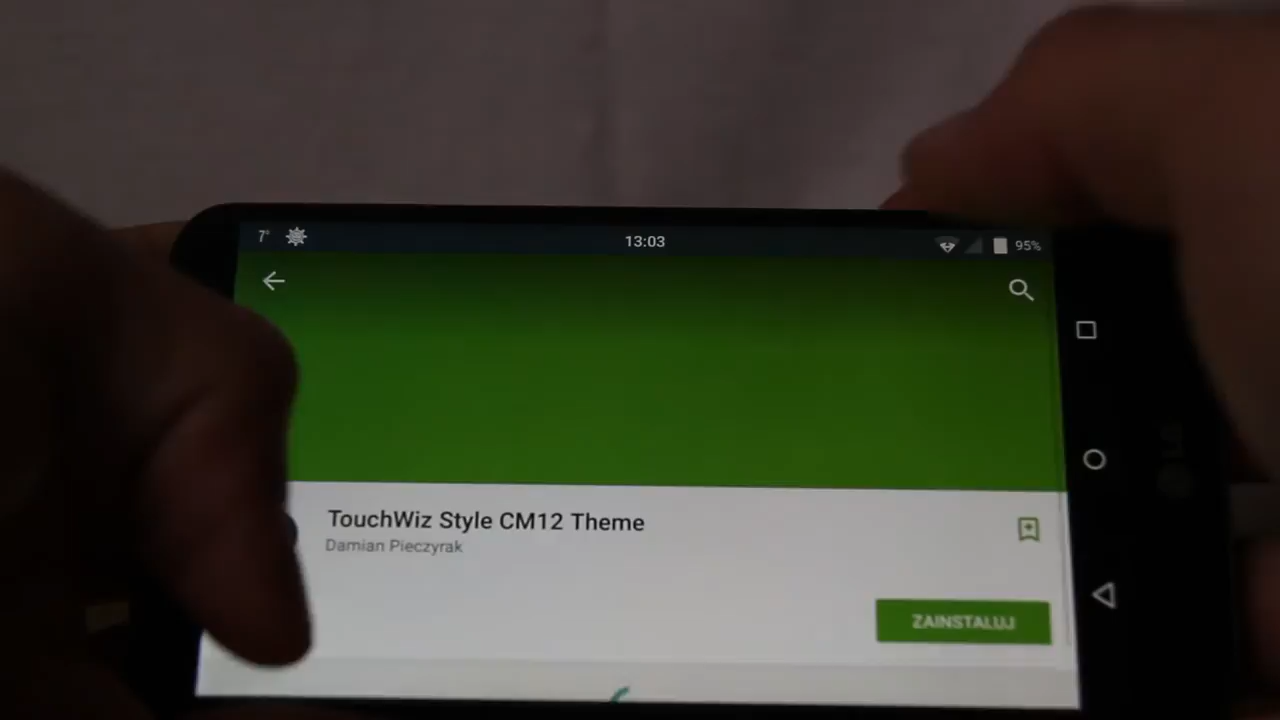 7°
13:03
95%
TouchWiz Style CM12 Theme
Damian Pieczyrak
ZAINSTALUJ